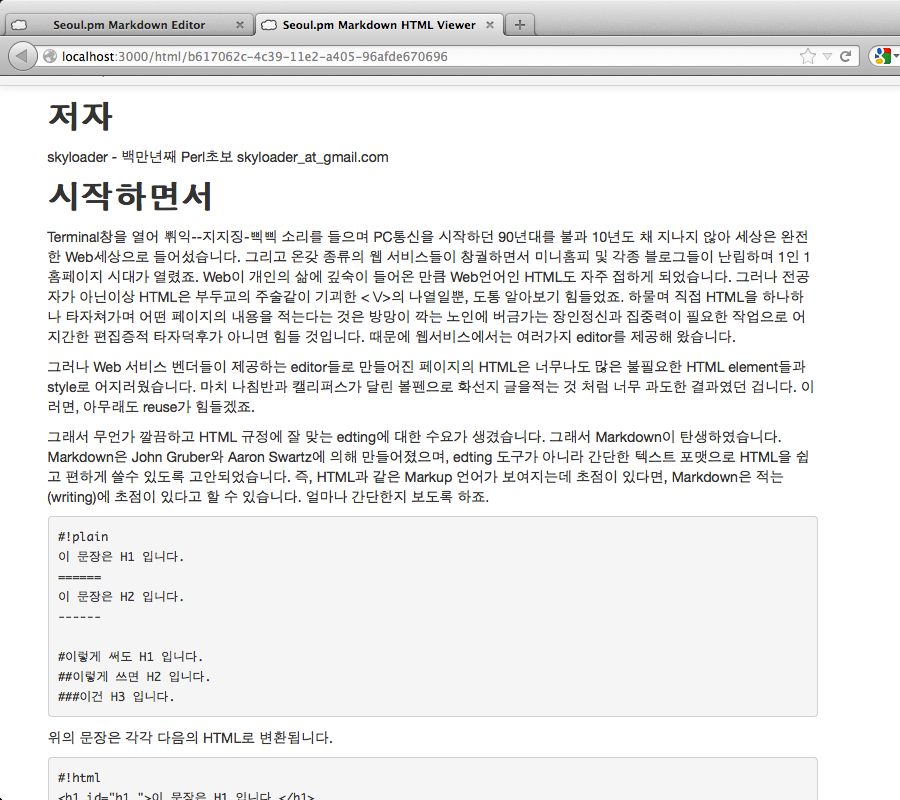 Seoul.pm Markdown Editor
Seoul.pm Markdown HTML Viewer
localhost:3000/html/b617062c-4c39-11e2-a405-96afde670696
저자
skyloader - 백만년째 Perl초보 skyloader_at_gmail.com
시작하면서
Terminal창을 열어 뷔익--지지징-삑삑 소리를 들으며 PC통신을 시작하던 90년대를 불과 10년도 채 지나지 않아 세상은 완전
한 Web세상으로 들어섰습니다. 그리고 온갖 종류의 웹 서비스들이 창궐하면서 미니홈피 및 각종 블로그들이 난립하며 1인 1
홈페이지 시대가 열렸죠. Web이 개인의 삶에 깊숙이 들어온 만큼 Web언어인 HTML도 자주 접하게 되었습니다. 그러나 전공
자가 아닌이상 HTML은 부두교의 주술같이 기괴한 < V>의 나열일뿐, 도통 알아보기 힘들었죠. 하물며 직접 HTML을 하나하
나 타자쳐가며 어떤 페이지의 내용을 적는다는 것은 방망이 깍는 노인에 버금가는 장인정신과 집중력이 필요한 작업으로 어
지간한 편집증적 타자덕후가 아니면 힘들 것입니다. 때문에 웹서비스에서는 여러가지 editor를 제공해 왔습니다.
그러나 Web 서비스 벤더들이 제공하는 editor들로 만들어진 페이지의 HTML은 너무나도 많은 불필요한 HTML element들과
style로 어지러웠습니다. 마치 나침반과 캘리퍼스가 달린 볼펜으로 화선지 글을적는 것 처럼 너무 과도한 결과였던 겁니다. 이
러면, 아무래도 reuse가 힘들겠죠.
그래서 무언가 깔끔하고 HTML 규정에 잘 맞는 edting에 대한 수요가 생겼습니다. 그래서 Markdown이 탄생하였습니다.
Markdown은 John Gruber와 Aaron Swartz에 의해 만들어졌으며, edting 도구가 아니라 간단한 텍스트 포맷으로 HTML을 쉽
고 편하게 쓸수 있도록 고안되었습니다. 즉, HTML과 같은 Markup 언어가 보여지는데 초점이 있다면, Markdown은 적는
(writing)에 초점이 있다고 할 수 있습니다. 얼마나 간단한지 보도록 하죠.
#!plain
이 문장은 H1 입니다.
======
이 문장은 H2 입니다.
------
#이렇게 써도 H1 입니다.
##이렇게 쓰면 H2 입니다.
###이건 H3 입니다.
위의 문장은 각각 다음의 HTML로 변환됩니다.
#!html
<h1 id="h1_">이 문장은 H1 입니다.</h1>